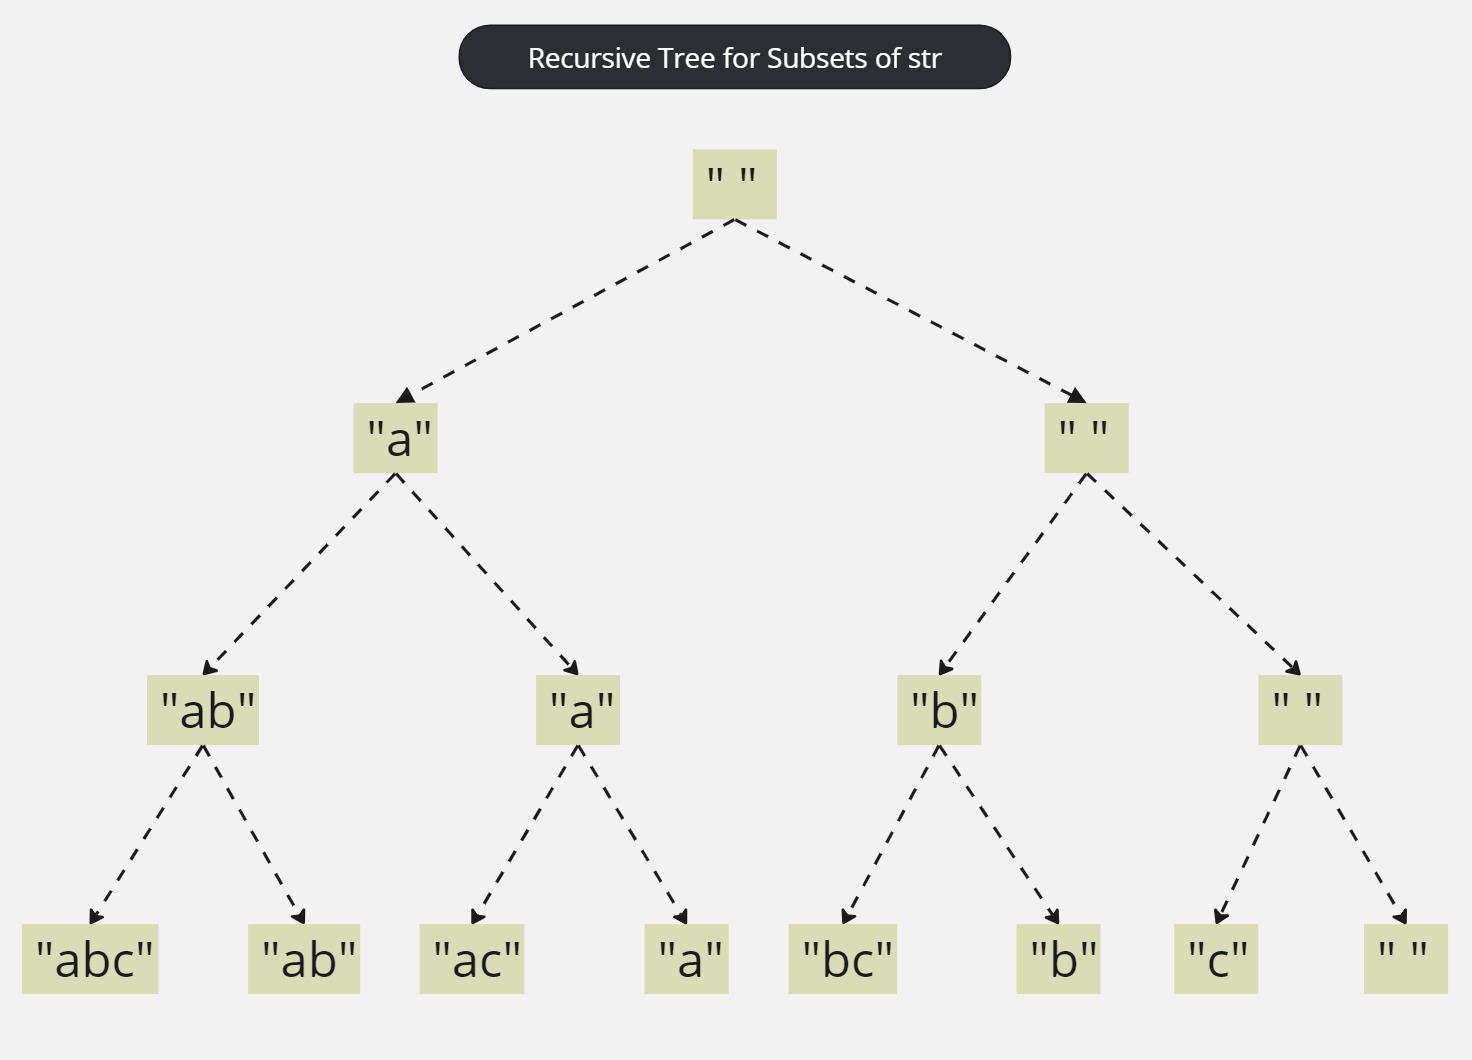 Recursive Tree for Subsets of str
" "
"a"
" "
"ab"
"a"
"b"
" "
"abc"
"ab"
"ac"
"a"
"bc"
"b"
"c"
" "